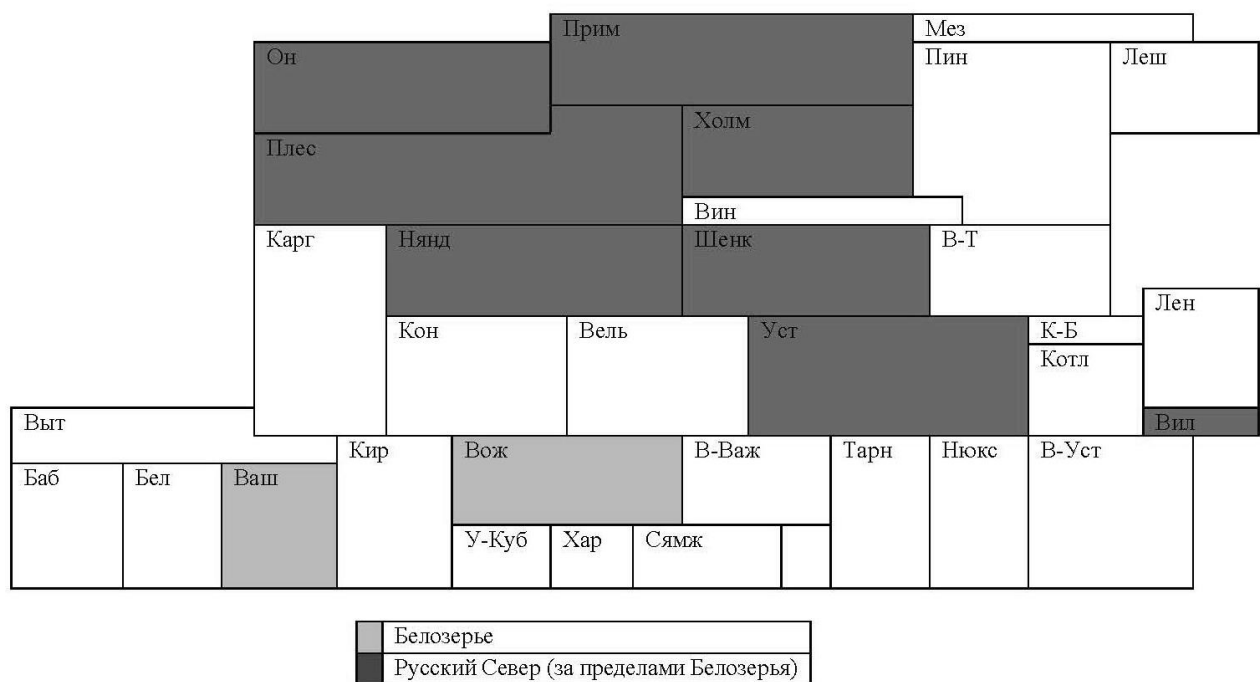 Прим
Мез
Он
Пин
Леш
Плес
Холм
Вин
Карг
Нянд
Шенк
В-Т
Лен
Кон
Вель
Уст
К-Б
Котл
Выт
Вил
Кир
Вож
В-Важ
Тарн
Нюкс
В-Уст
Баб
Бел
Ваш
У-Куб
Хар
Сямж
Белозерье
Русский Север (за пределами Белозерья)